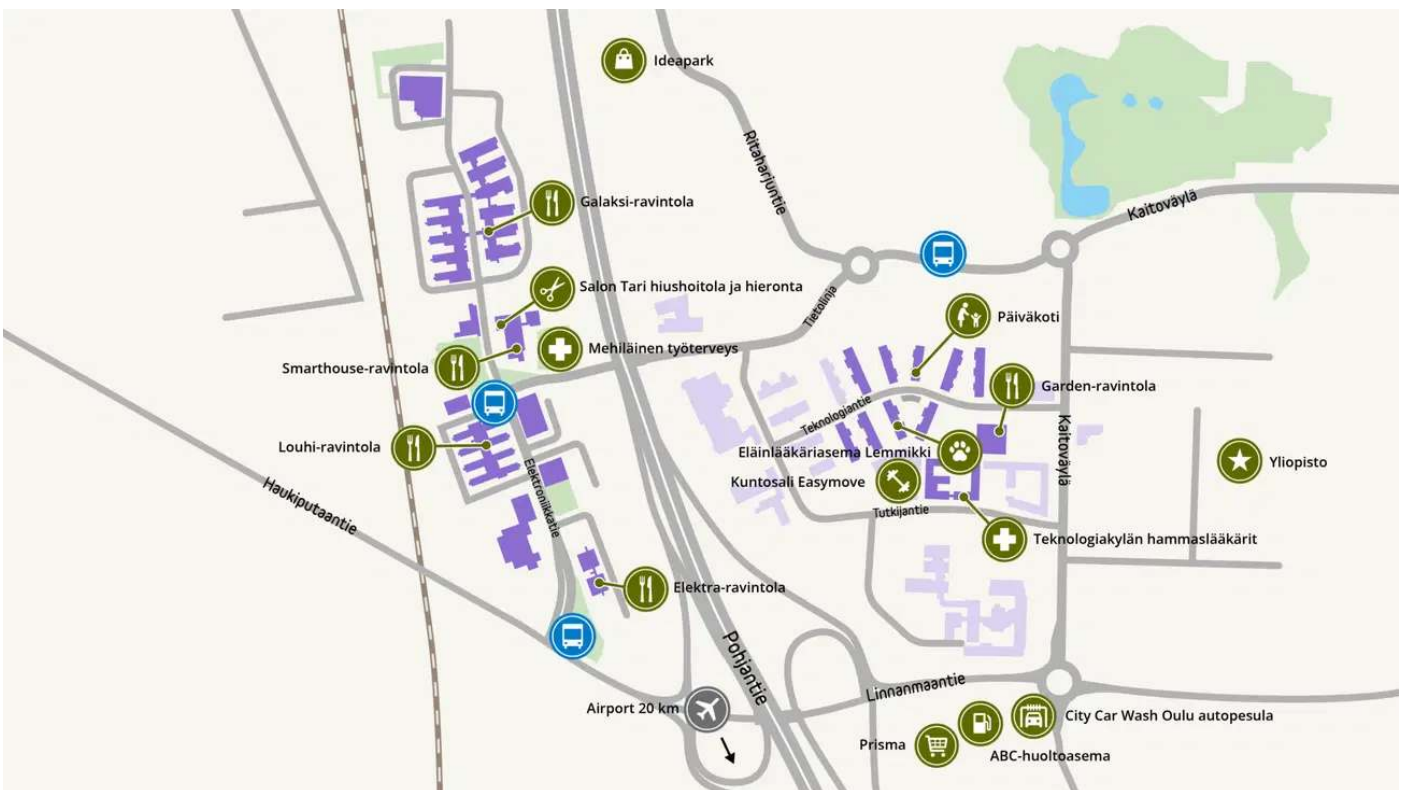 Ideapark
Ritaharjuntie
Kaitoväylä
Galaksi-ravintola
Salon Tari hiushoitola ja hieronta
Tietolinja
Päiväkoti
Mehiläinen työterveys
Smarthouse-ravintola
Garden-ravintola
Teknologiantie
Kaitoväylä
Louhi-ravintola
Eläinlääkäriasema Lemmikki
Yliopisto
Kuntosali Easymove
Elektroniikkatie
Haukiputaantie
Tutkijantie
Teknologiakylän hammaslääkärit
Elektra-ravintola
Pohjantie
Linnanmaantie
Airport 20 km
City Car Wash Oulu autopesula
Prisma
ABC-huoltoasema